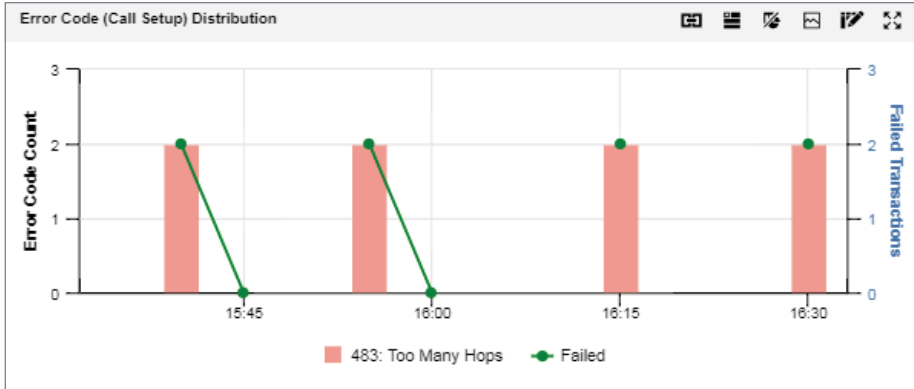 Error Code (Call Setup) Distribution
3
3
2
2
1
1
0
0
Error Code Count
Failed Transactions
15:45
16:00
16:15
16:30
483: Too Many Hops
Failed